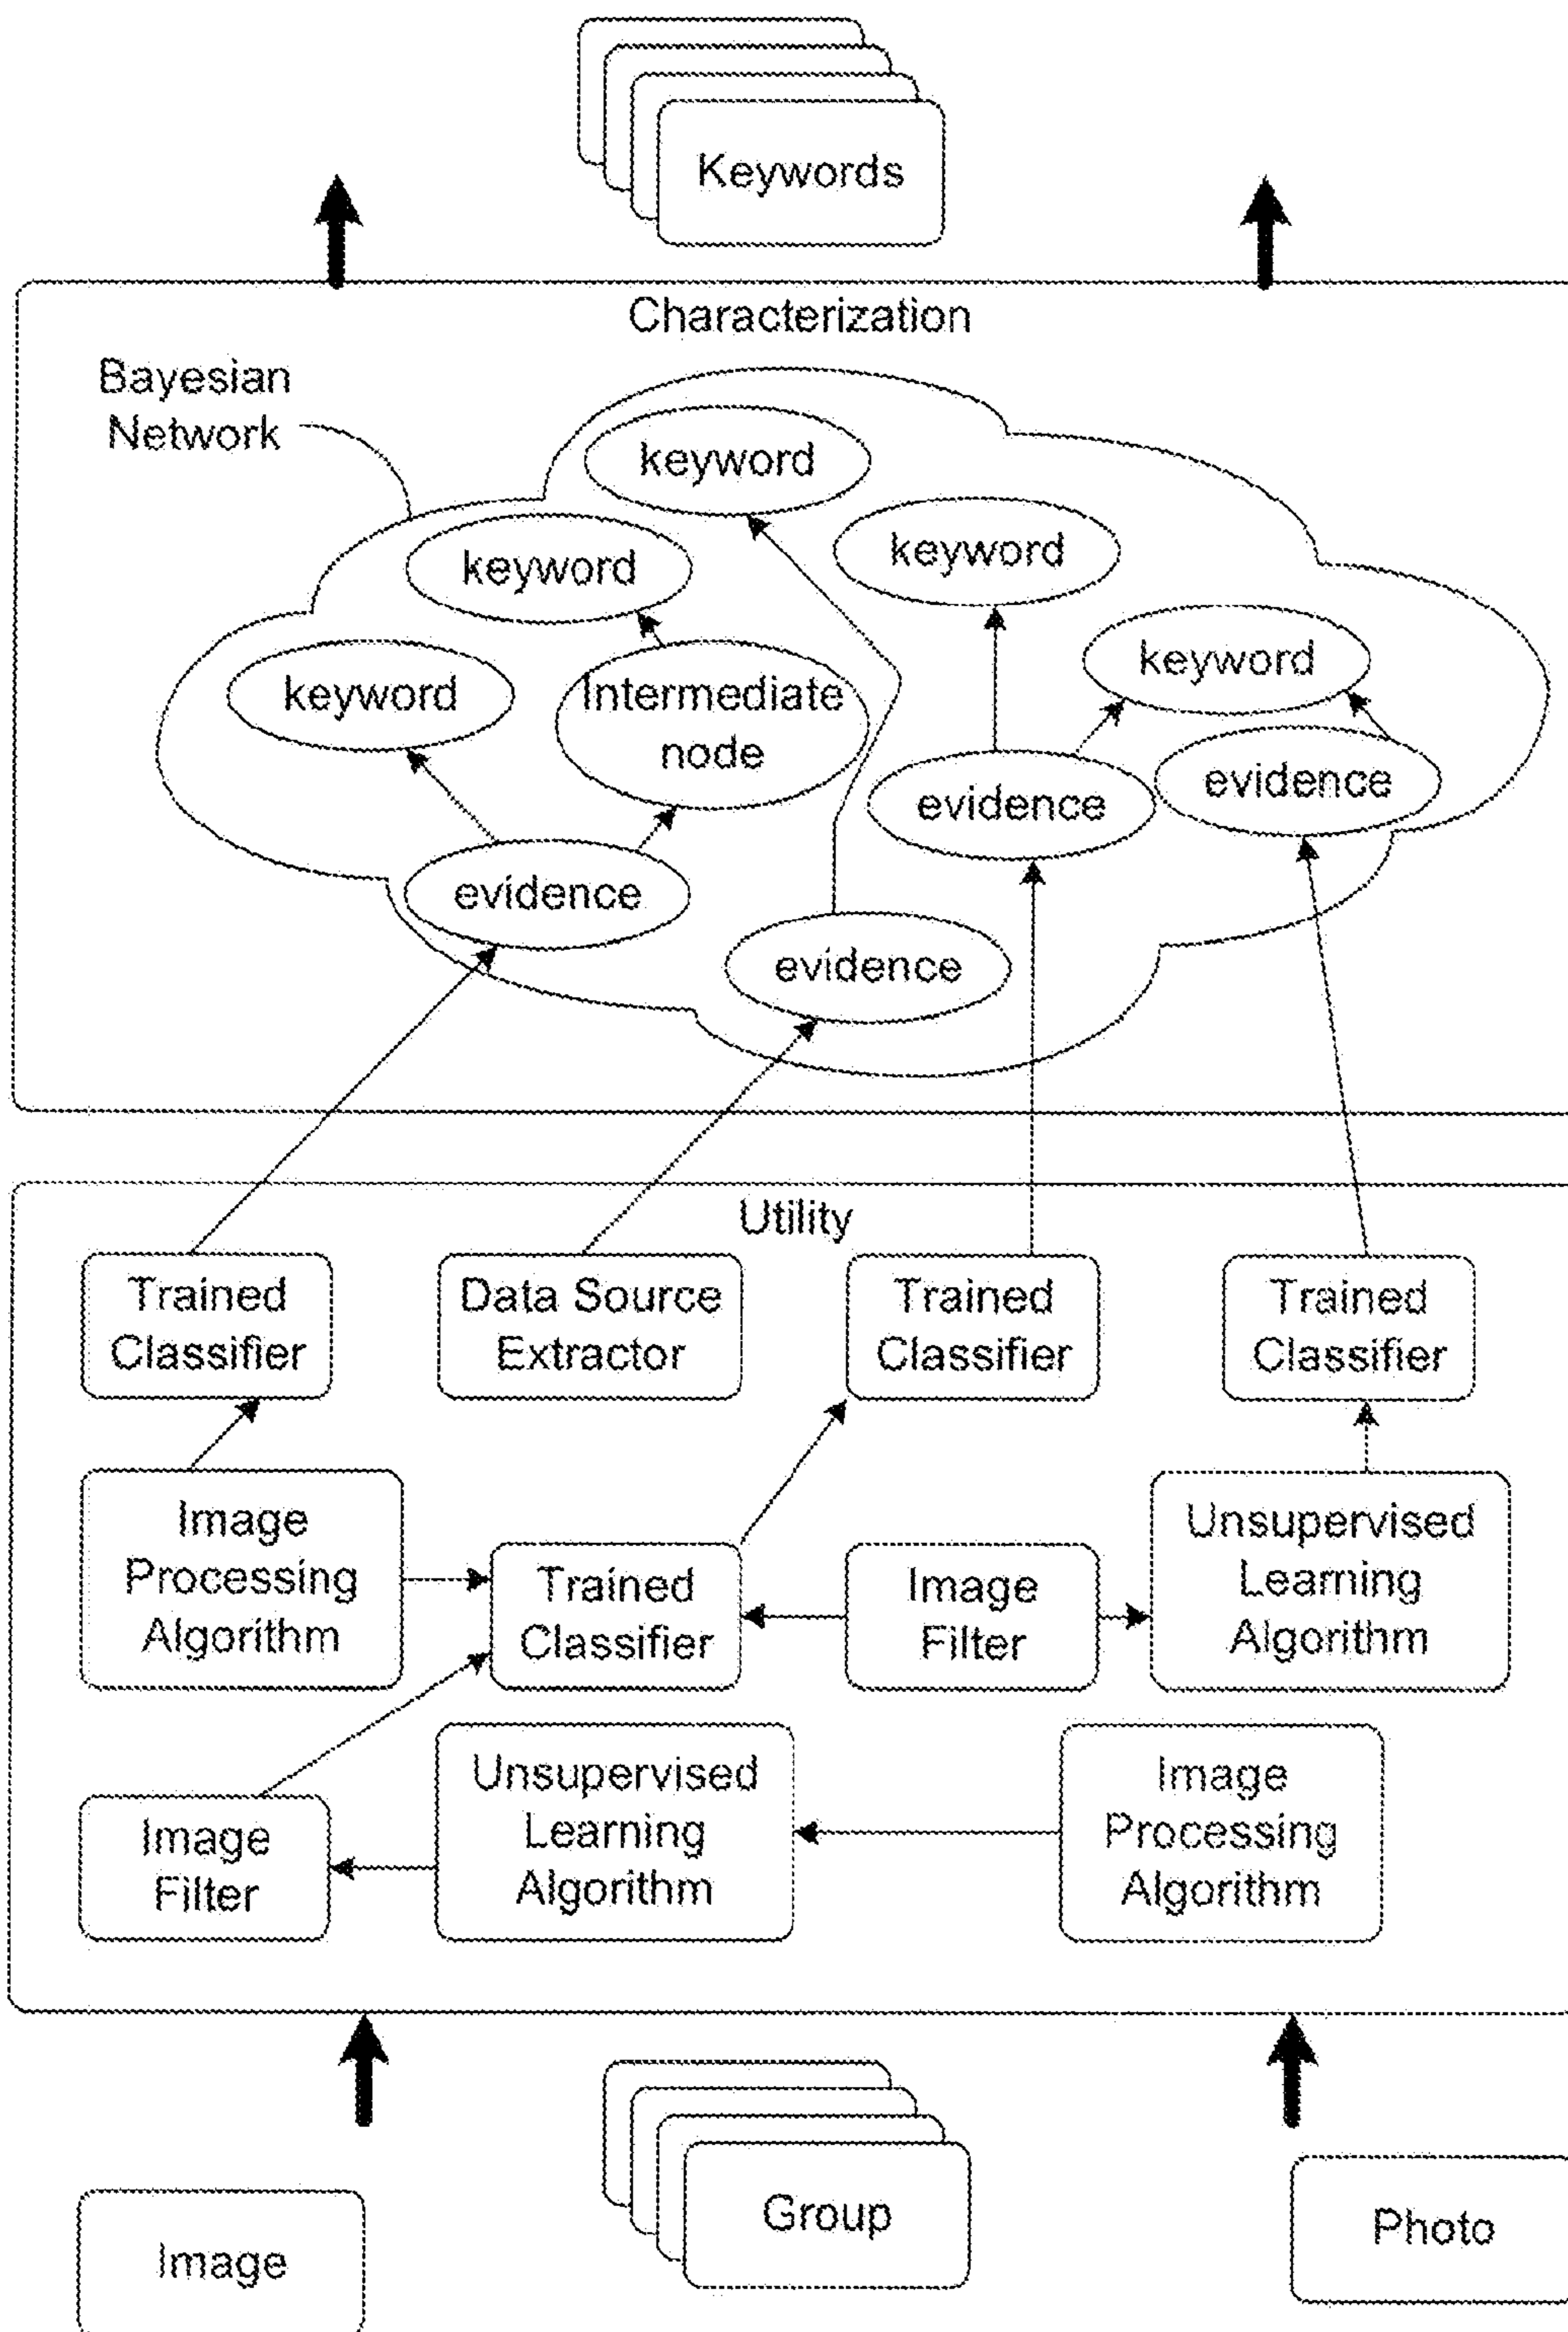 Keywords
Characterization
Bayesian
Network
keyword
keyword
keyword
keyword
keyword
Intermediate
node
evidence
evidence
evidence
evidence
Utility
Trained
Classifier
Data Source
Extractor
Trained
Classifier
Trained
Classifier
Image
Processing
Algorithm
Trained
Classifier
Image
Filter
Unsupervised
Learning
Algorithm
Image
Filter
Unsupervised
Learning
Algorithm
Image
Processing
Algorithm
Image
Group
Photo